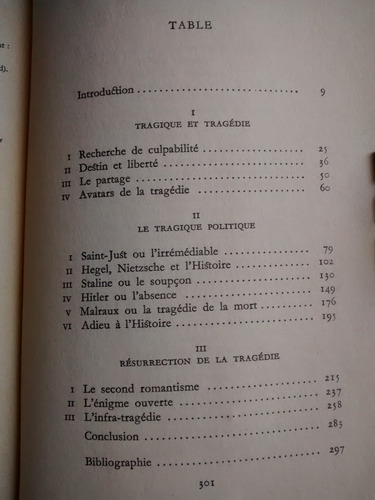 TABLE
Introduction .................... 9
I
TRAGIQUE ET TRAGÉDIE
I Recherche de culpabilité ............ 25
II Destin et liberté ............ 36
III Le partage ............ 50
IV Avatars de la tragédie ............ 60
II
LE TRAGIQUE POLITIQUE
I Saint-Just ou l'irrémédiable ............ 79
II Hegel, Nietzsche et l'Histoire ............ 102
III Staline ou le soupçon ............ 130
IV Hitler ou l'absence ............ 149
V Malraux ou la tragédie de la mort ............ 176
VI Adieu à l'Histoire ............ 195
III
RÉSURRECTION DE LA TRAGÉDIE
I Le second romantisme ............ 215
II L'énigme ouverte ............ 237
III L'infra-tragédie ............ 258
Conclusion ............ 285
Bibliographie ............ 297
301